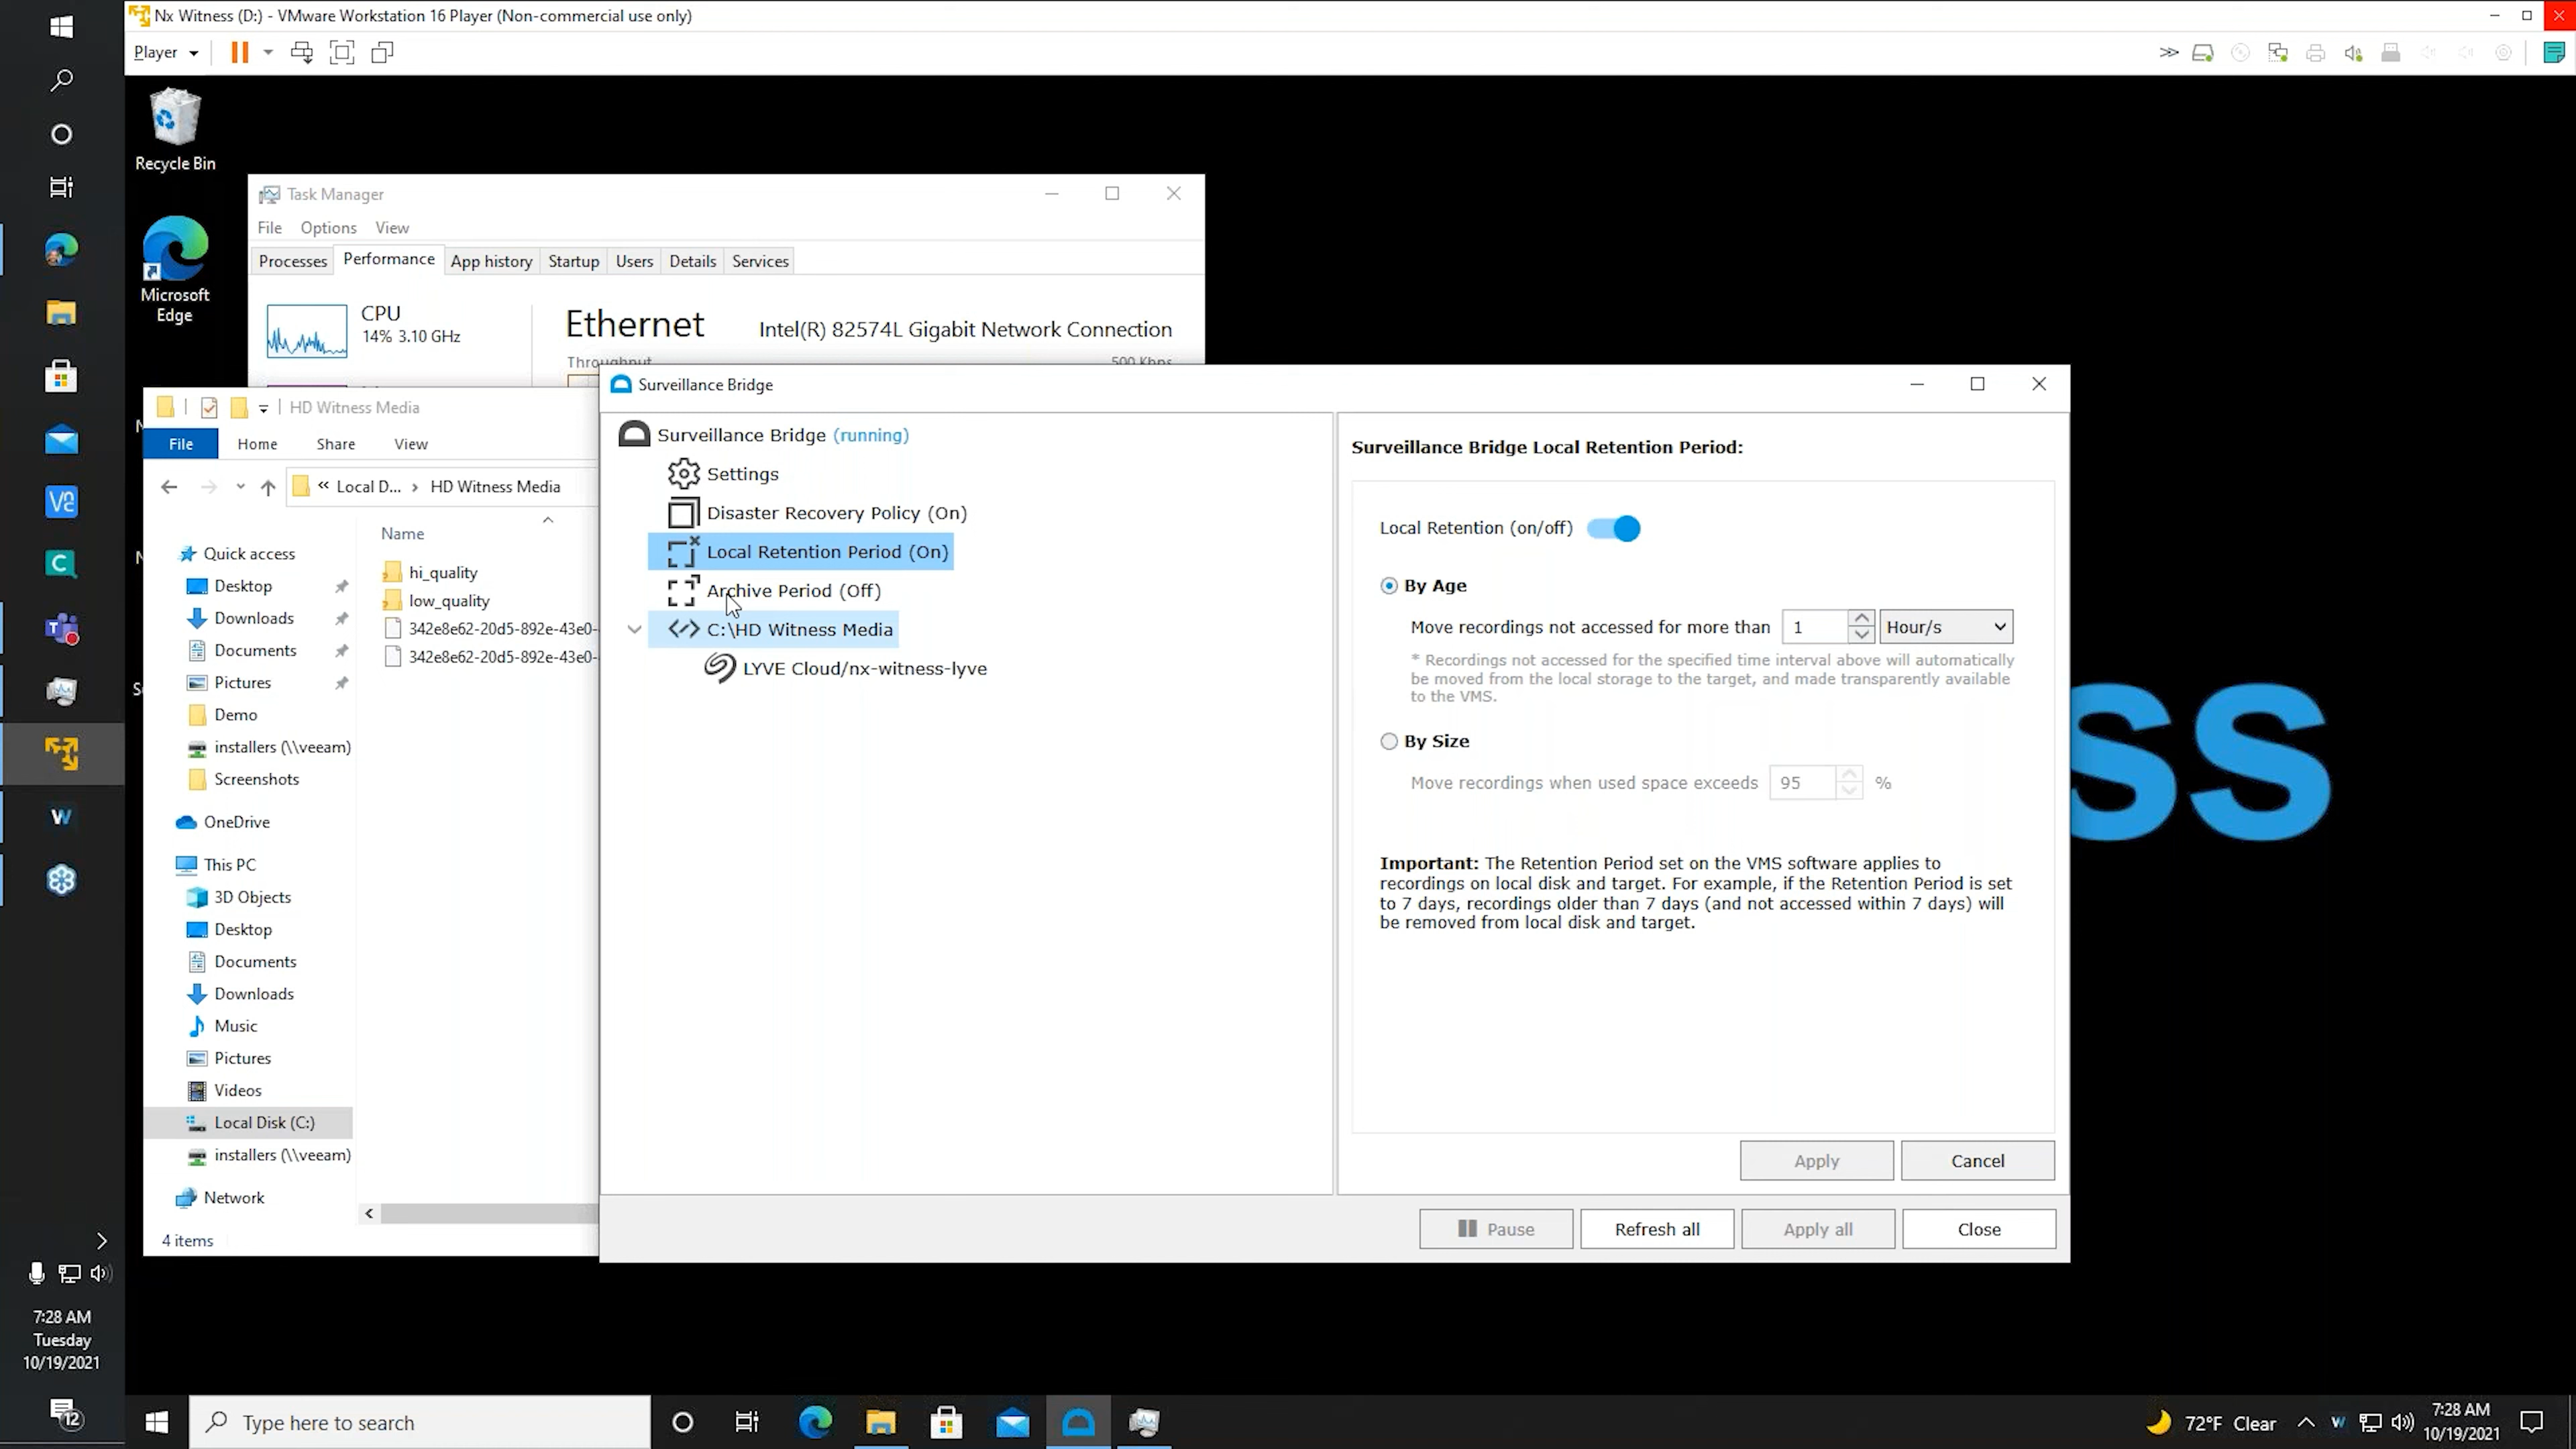 Nx Witness (D:) - VMware Workstation 16 Player (Non-commercial use only)
Player
Recycle Bin
Microsoft
Edge
Task Manager
File Options View
Processes Performance App history Startup Users Details Services
CPU
14% 3.10 GHz
Ethernet
Intel(R) 82574L Gigabit Network Connection
Throughput
500 Kbps
HD Witness Media
File Home Share View
« Local D... › HD Witness Media
Name
Quick access
Desktop
Downloads
Documents
Pictures
Demo
installers (\\veeam)
Screenshots
OneDrive
This PC
3D Objects
Desktop
Documents
Downloads
Music
Pictures
Videos
Local Disk (C:)
installers (\\veeam)
Network
4 items
hi_quality
low_quality
342e8e62-20d5-892e-43e0-
342e8e62-20d5-892e-43e0-
Surveillance Bridge
Surveillance Bridge (running)
Settings
Disaster Recovery Policy (On)
Local Retention Period (On)
Archive Period (Off)
C:\HD Witness Media
LYVE Cloud/nx-witness-lyve
Surveillance Bridge Local Retention Period:
Local Retention (on/off)
By Age
Move recordings not accessed for more than 1 Hour/s
* Recordings not accessed for the specified time interval above will automatically
be moved from the local storage to the target, and made transparently available
to the VMS.
By Size
Move recordings when used space exceeds 95 %
Important: The Retention Period set on the VMS software applies to
recordings on local disk and target. For example, if the Retention Period is set
to 7 days, recordings older than 7 days (and not accessed within 7 days) will
be removed from local disk and target.
Apply Cancel
Pause Refresh all Apply all Close
ss
7:28 AM
Tuesday
10/19/2021
12
Type here to search
72°F Clear
7:28 AM
10/19/2021